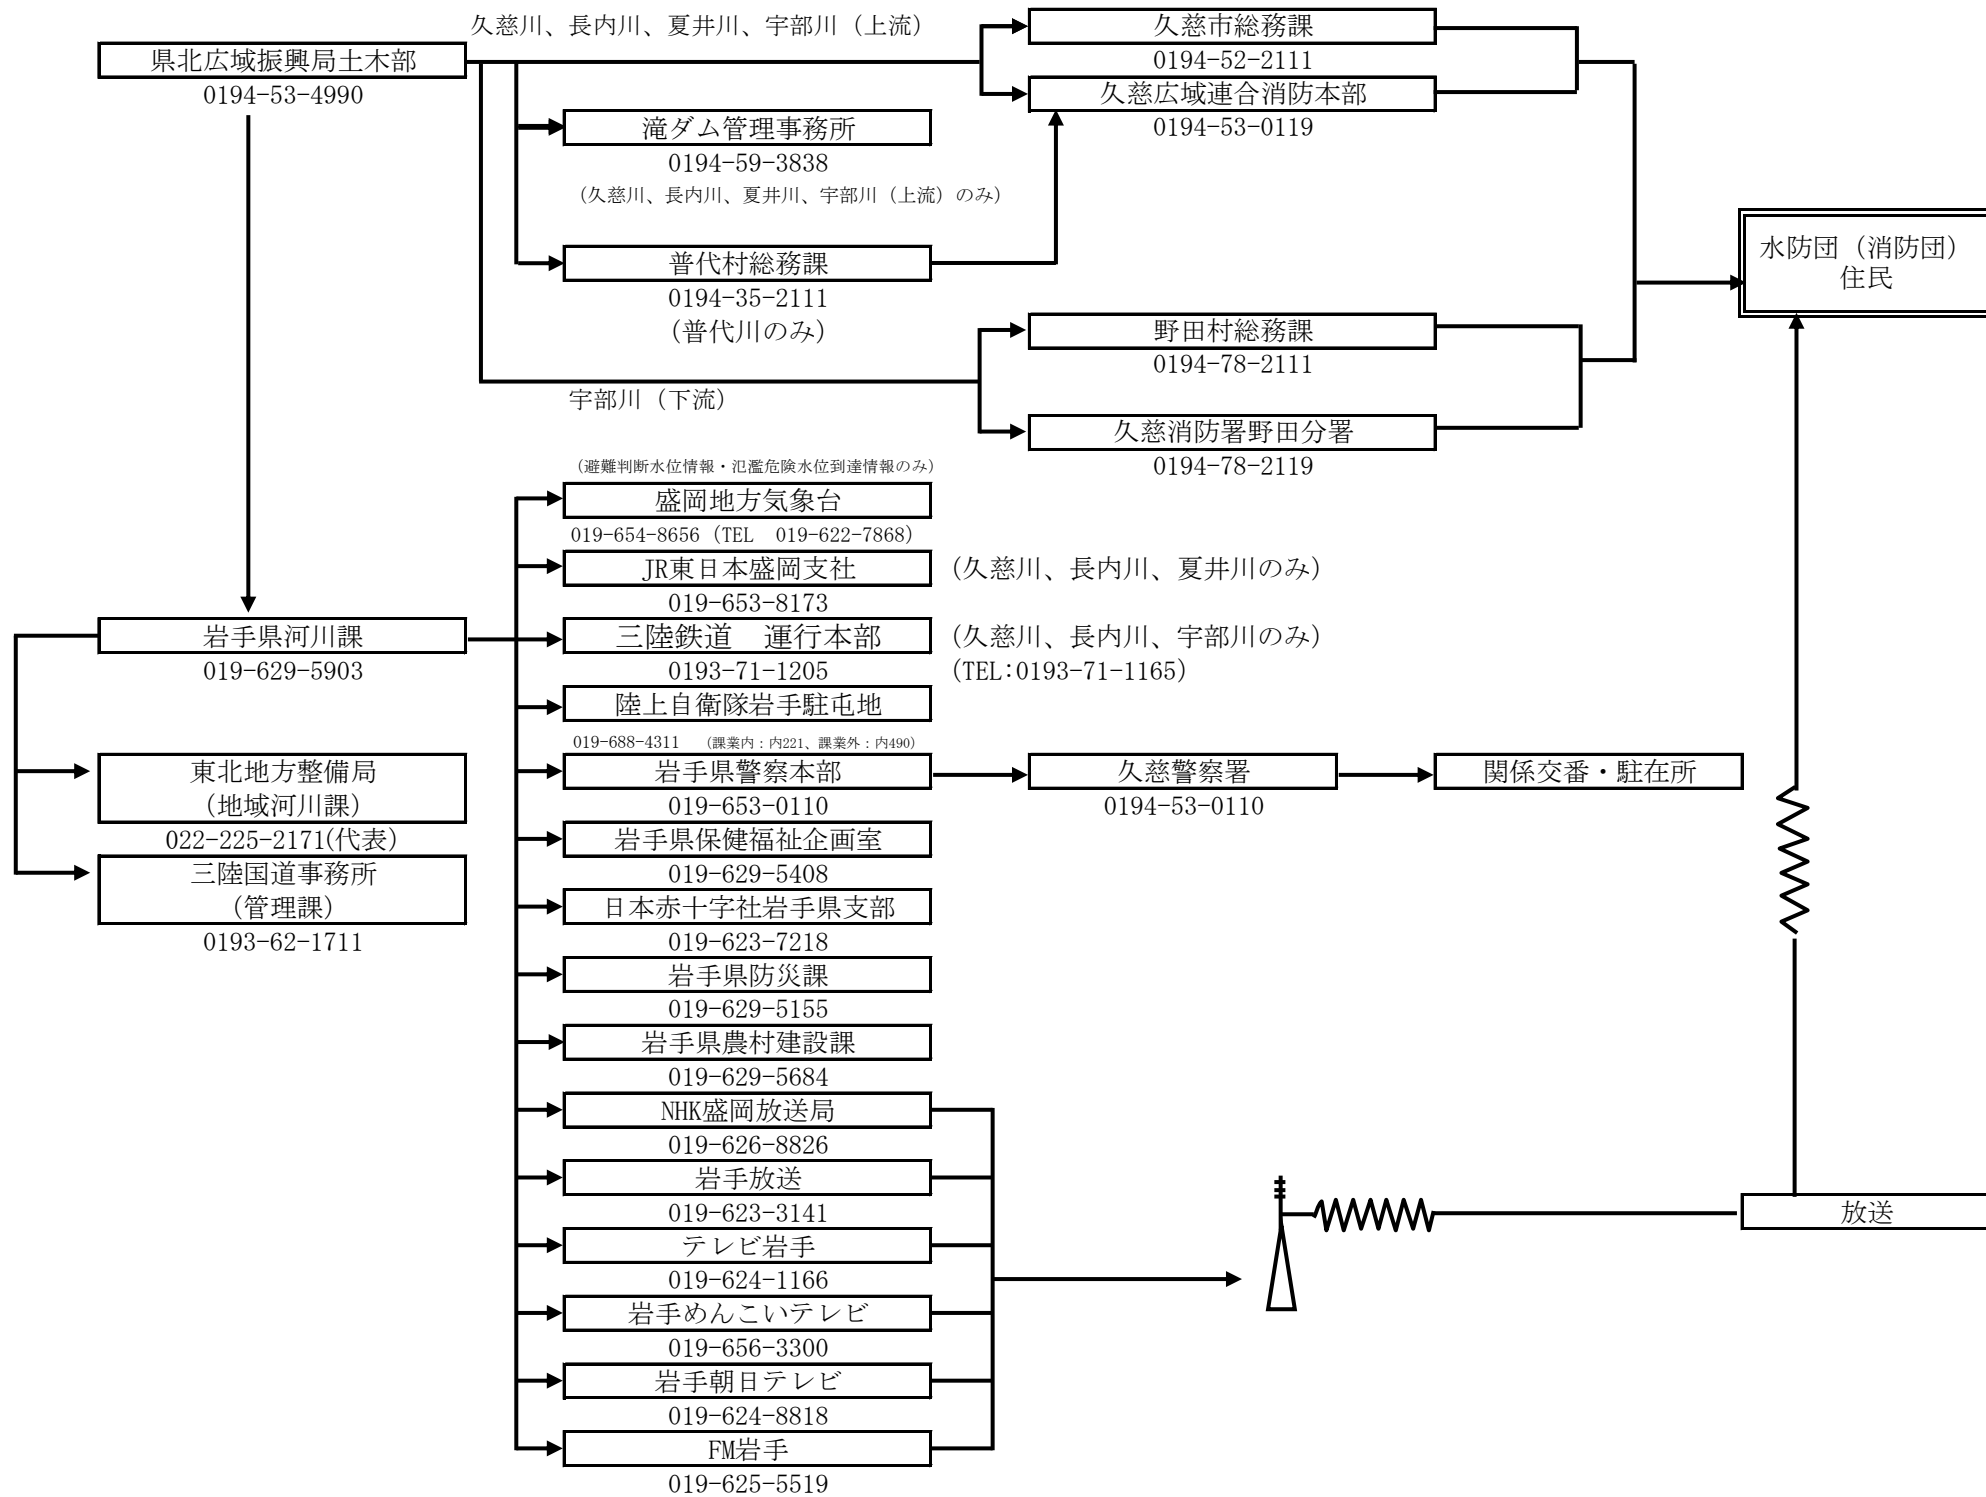 久慈川、長内川、夏井川、宇部川（上流）
県北広域振興局土木部
0194-53-4990
久慈市総務課
0194-52-2111
久慈広域連合消防本部
0194-53-0119
滝ダム管理事務所
0194-59-3838
（久慈川、長内川、夏井川、宇部川（上流）のみ）
普代村総務課
0194-35-2111
（普代川のみ）
水防団（消防団）
住民
野田村総務課
0194-78-2111
宇部川（下流）
久慈消防署野田分署
0194-78-2119
（避難判断水位情報・氾濫危険水位到達情報のみ）
盛岡地方気象台
019-654-8656（TEL　019-622-7868）
JR東日本盛岡支社
（久慈川、長内川、夏井川のみ）
019-653-8173
岩手県河川課
019-629-5903
三陸鉄道　運行本部
（久慈川、長内川、宇部川のみ）
0193-71-1205
（TEL:0193-71-1165）
陸上自衛隊岩手駐屯地
019-688-4311　（課業内：内221、課業外：内490）
東北地方整備局
（地域河川課）
022-225-2171(代表）
三陸国道事務所
（管理課）
0193-62-1711
岩手県警察本部
019-653-0110
久慈警察署
0194-53-0110
関係交番・駐在所
岩手県保健福祉企画室
019-629-5408
日本赤十字社岩手県支部
019-623-7218
岩手県防災課
019-629-5155
岩手県農村建設課
019-629-5684
NHK盛岡放送局
019-626-8826
岩手放送
019-623-3141
放送
テレビ岩手
019-624-1166
岩手めんこいテレビ
019-656-3300
岩手朝日テレビ
019-624-8818
FM岩手
019-625-5519